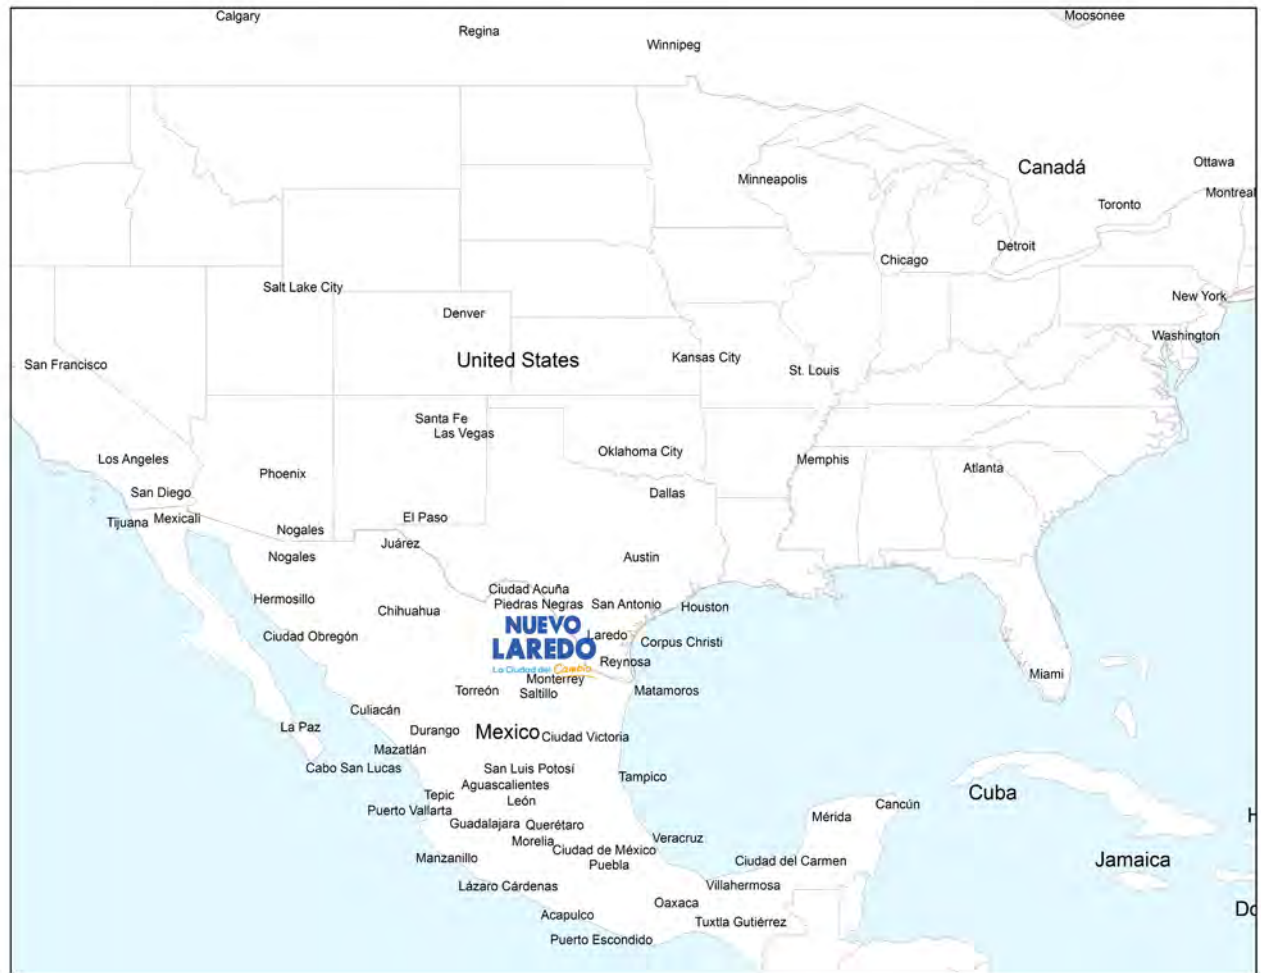 Calgary
Moosonee
Regina
Winnipeg
Canadá
Ottawa
Minneapolis
Montreal
Toronto
Detroit
Chicago
Salt Lake City
New York
Denver
Washington
United States
Kansas City
San Francisco
St. Louis
Santa Fe
Las Vegas
Oklahoma City
Los Angeles
Memphis
Phoenix
Atlanta
San Diego
Dallas
Tijuana
Mexicali
El Paso
Nogales
Juárez
Nogales
Austin
Ciudad Acuña
Hermosillo
Piedras Negras
San Antonio
Houston
Chihuahua
NUEVO
LAREDO
La Ciudad del Cambio
Laredo
Ciudad Obregón
Corpus Christi
Reynosa
Miami
Monterrey
Torreón
Saltillo
Matamoros
Culiacán
La Paz
Durango
Mexico
Ciudad Victoria
Mazatlán
Cabo San Lucas
San Luis Potosí
Tampico
Aguascalientes
Cuba
Tepic
León
Cancún
Puerto Vallarta
Mérida
Guadalajara
Querétaro
Veracruz
Morelia
Ciudad de México
Manzanillo
Puebla
Ciudad del Carmen
Jamaica
Lázaro Cárdenas
Villahermosa
Oaxaca
Do
Acapulco
Tuxtla Gutiérrez
Puerto Escondido